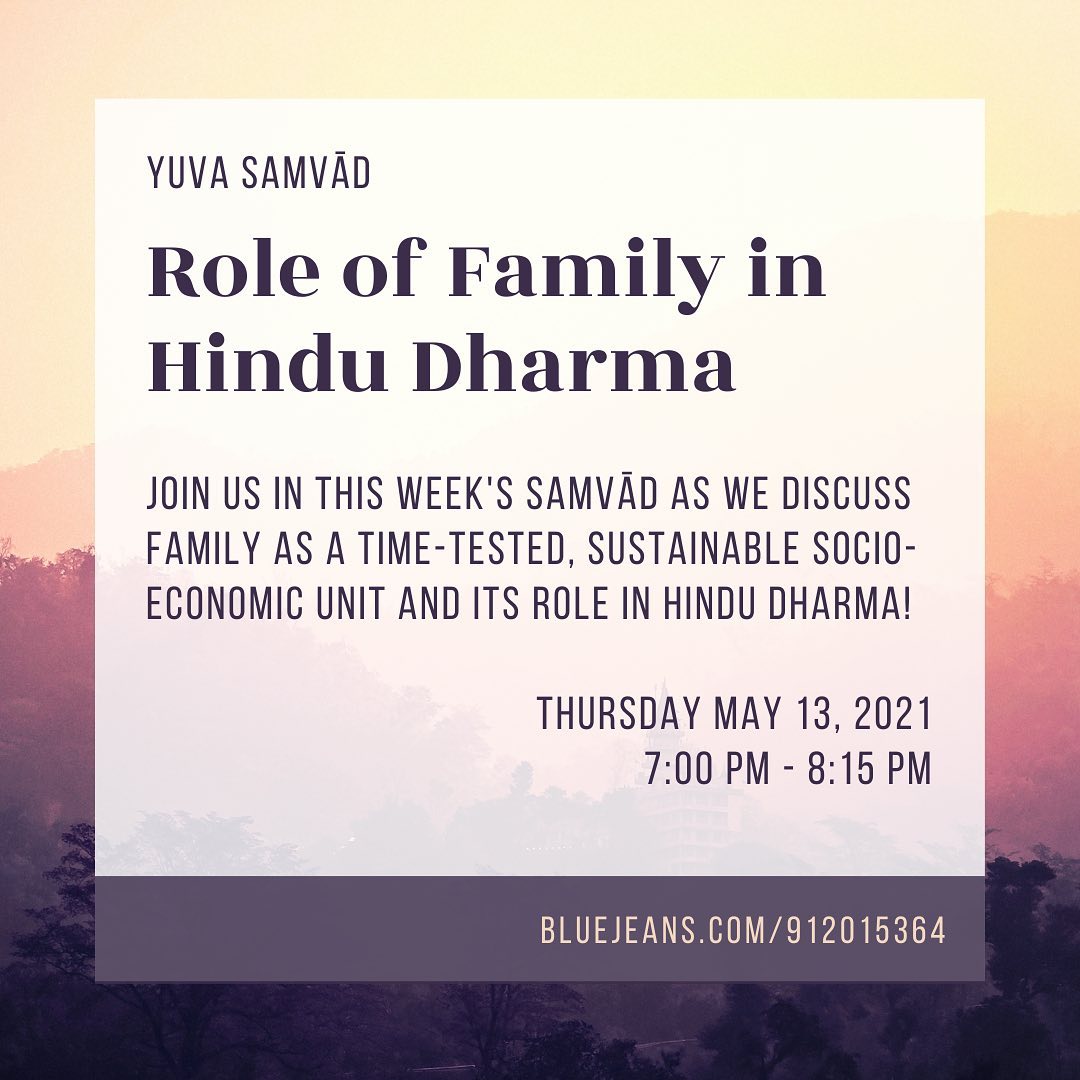 YUVA SAMVĀD
Role of Family in
Hindu Dharma
JOIN US IN THIS WEEK'S SAMVĀD AS WE DISCUSS
FAMILY AS A TIME-TESTED, SUSTAINABLE SOCIO-
ECONOMIC UNIT AND ITS ROLE IN HINDU DHARMA!
THURSDAY MAY 13, 2021
7:00 PM - 8:15 PM
BLUEJEANS.COM/912015364